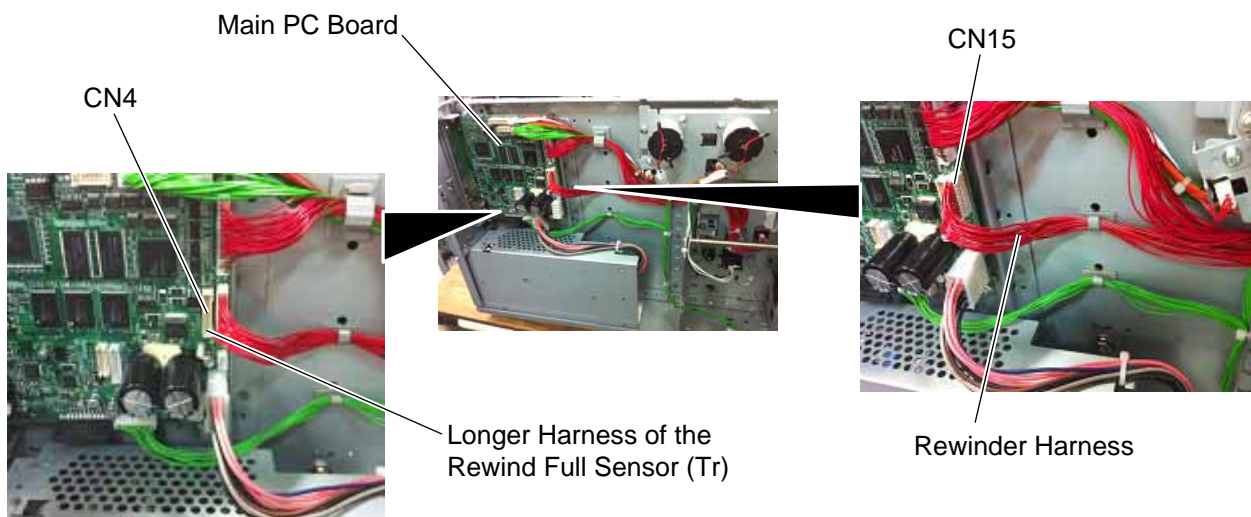 Main PC Board
CN15
CN4
Longer Harness of the
Rewind Full Sensor (Tr)
Rewinder Harness